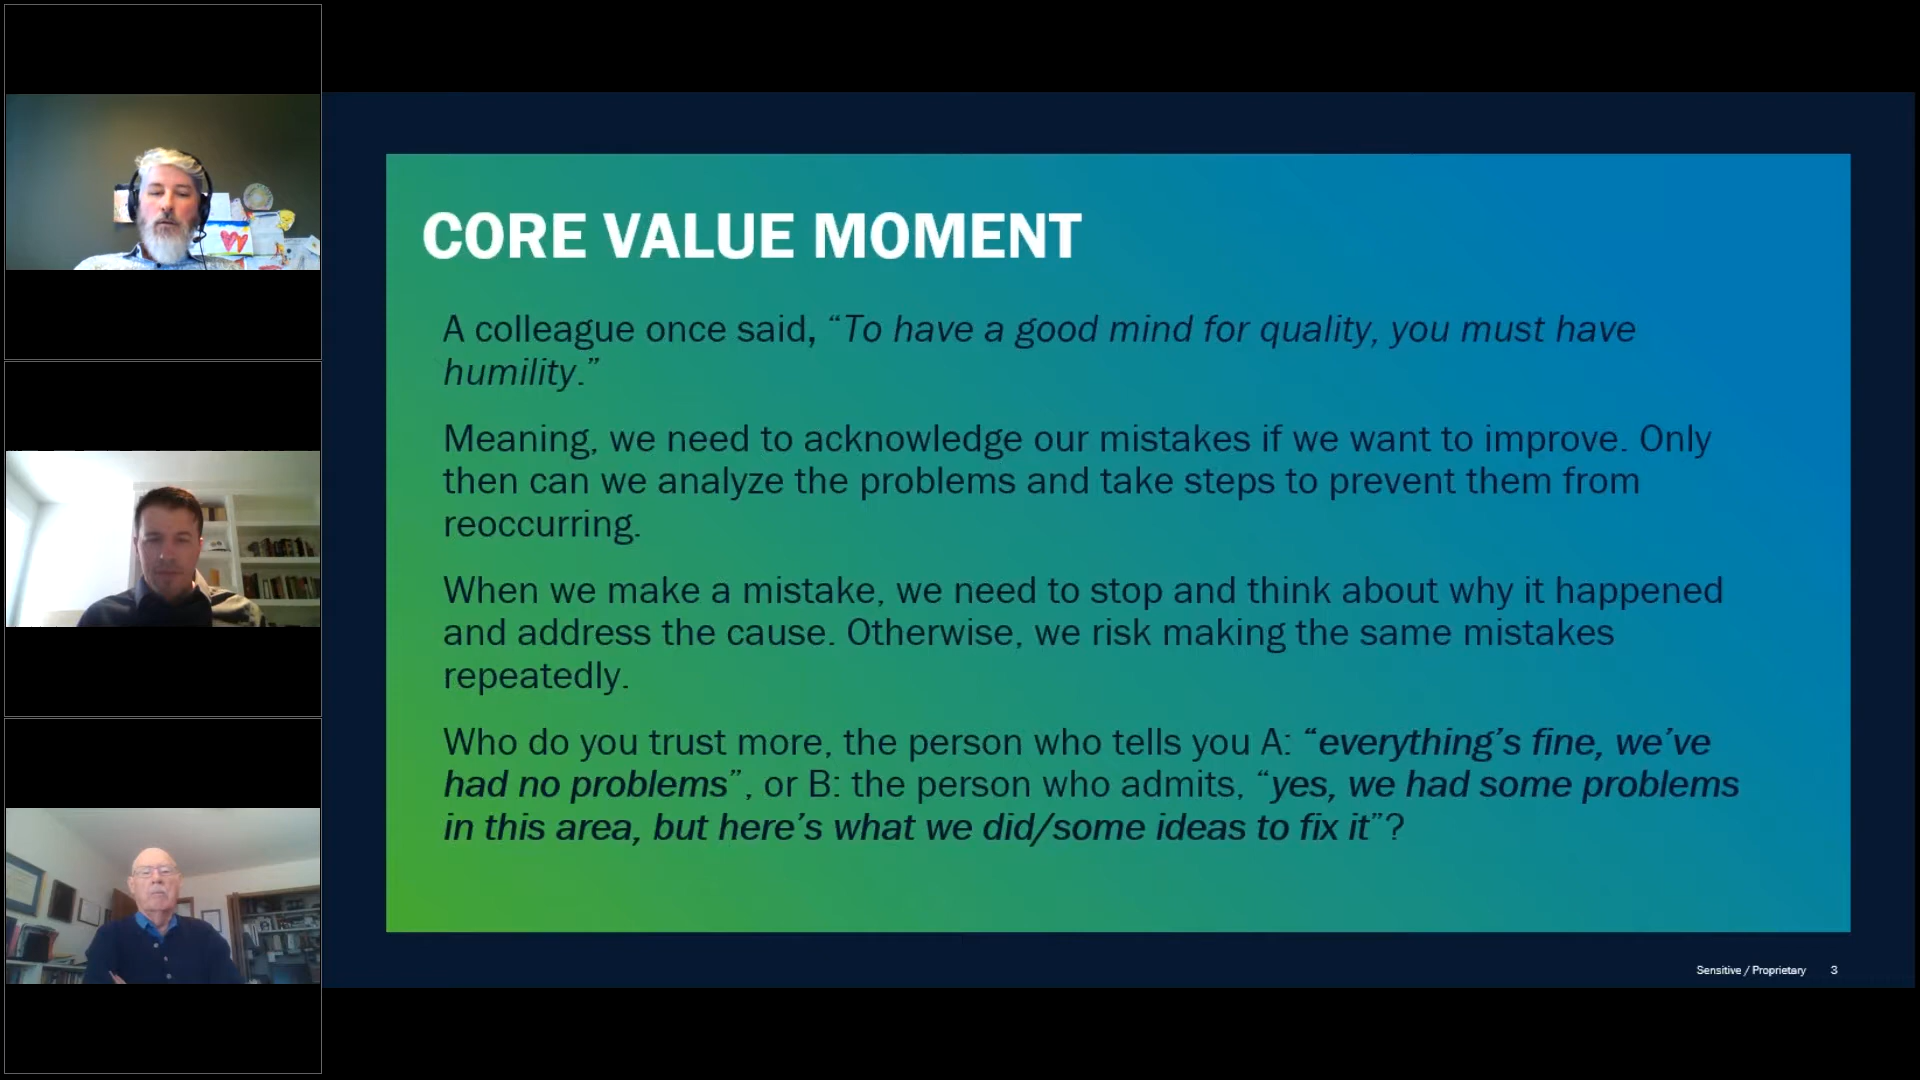 CORE VALUE MOMENT
A colleague once said, “To have a good mind for quality, you must have
humility.”
Meaning, we need to acknowledge our mistakes if we want to improve. Only
then can we analyze the problems and take steps to prevent them from
reoccurring.
When we make a mistake, we need to stop and think about why it happened
and address the cause. Otherwise, we risk making the same mistakes
repeatedly.
Who do you trust more, the person who tells you A: “everything’s fine, we’ve
had no problems”, or B: the person who admits, “yes, we had some problems
in this area, but here’s what we did/some ideas to fix it”?
Sensitive / Proprietary 3